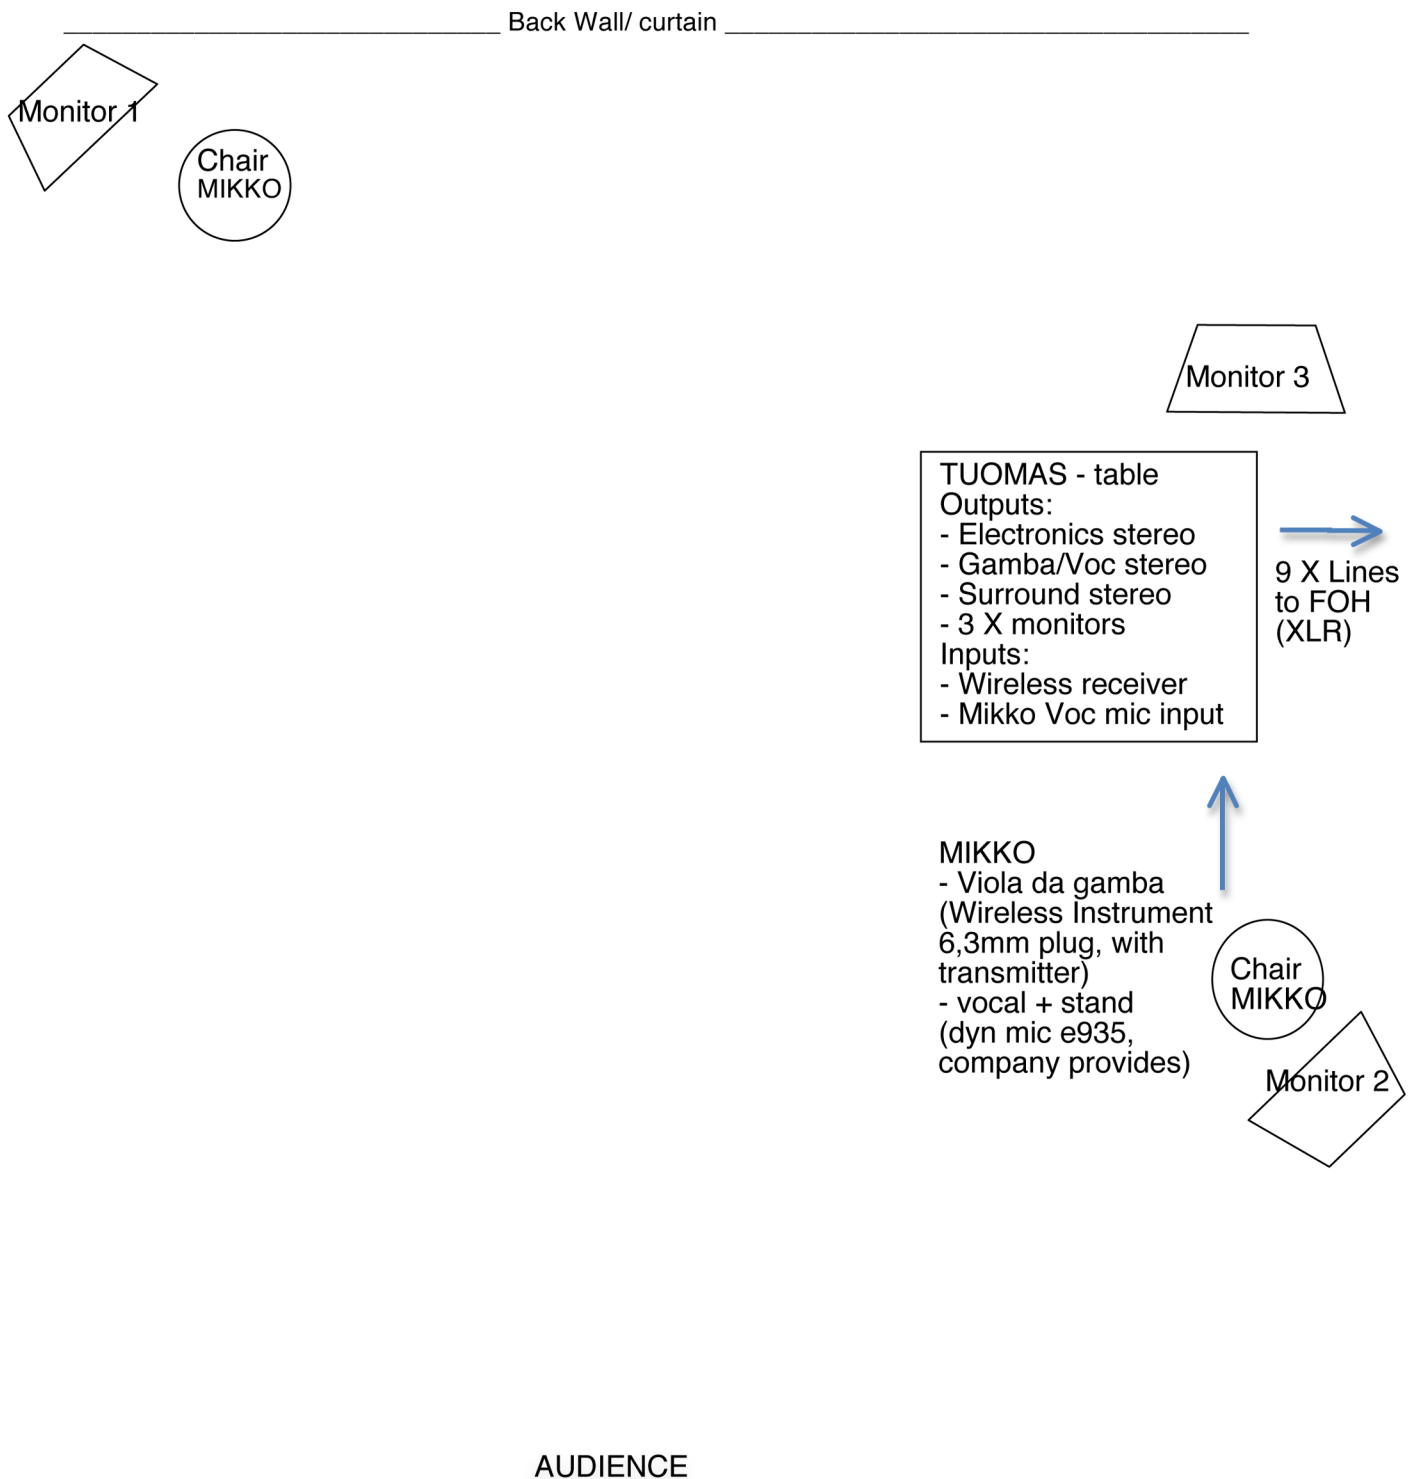 Back Wall/ curtain
Monitor 1
Chair
MIKKO
Monitor 3
TUOMAS - table
Outputs:
- Electronics stereo
- Gamba/Voc stereo
- Surround stereo
- 3 X monitors
Inputs:
- Wireless receiver
- Mikko Voc mic input
9 X Lines
to FOH
(XLR)
MIKKO
- Viola da gamba
(Wireless Instrument
6,3mm plug, with
transmitter)
- vocal + stand
(dyn mic e935,
company provides)
Chair
MIKKO
Monitor 2
AUDIENCE